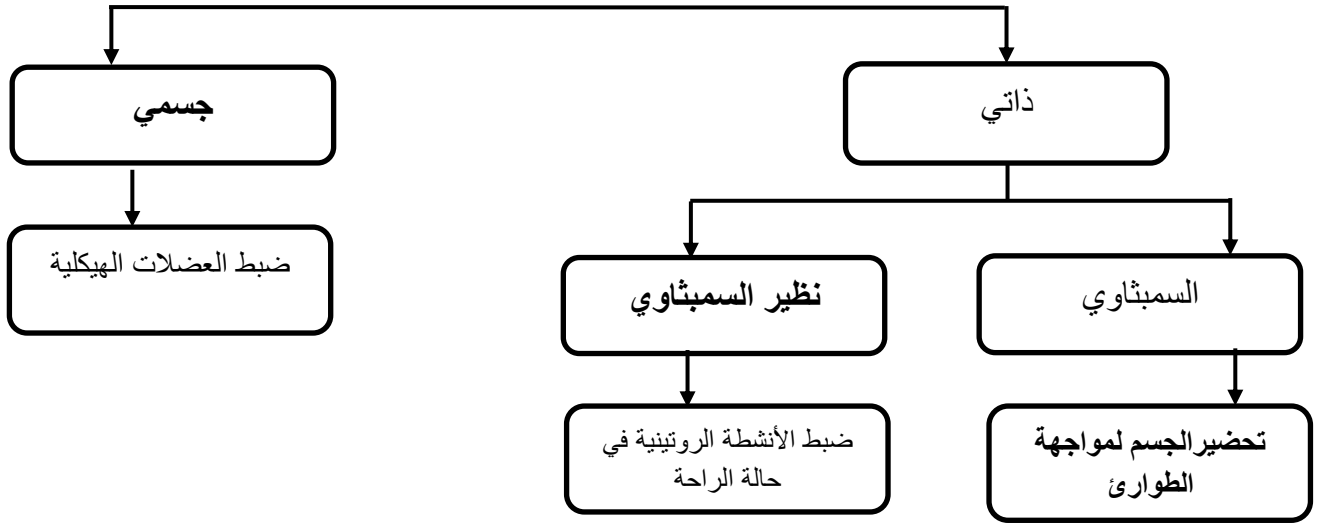 ذاتي
جسمي
ضبط العضلات الهيكلية
السمبثاوي
نظير السمبثاوي
تحضيرالجسم لمواجهة
الطوارئ
ضبط الأنشطة الروتينية في
حالة الراحة